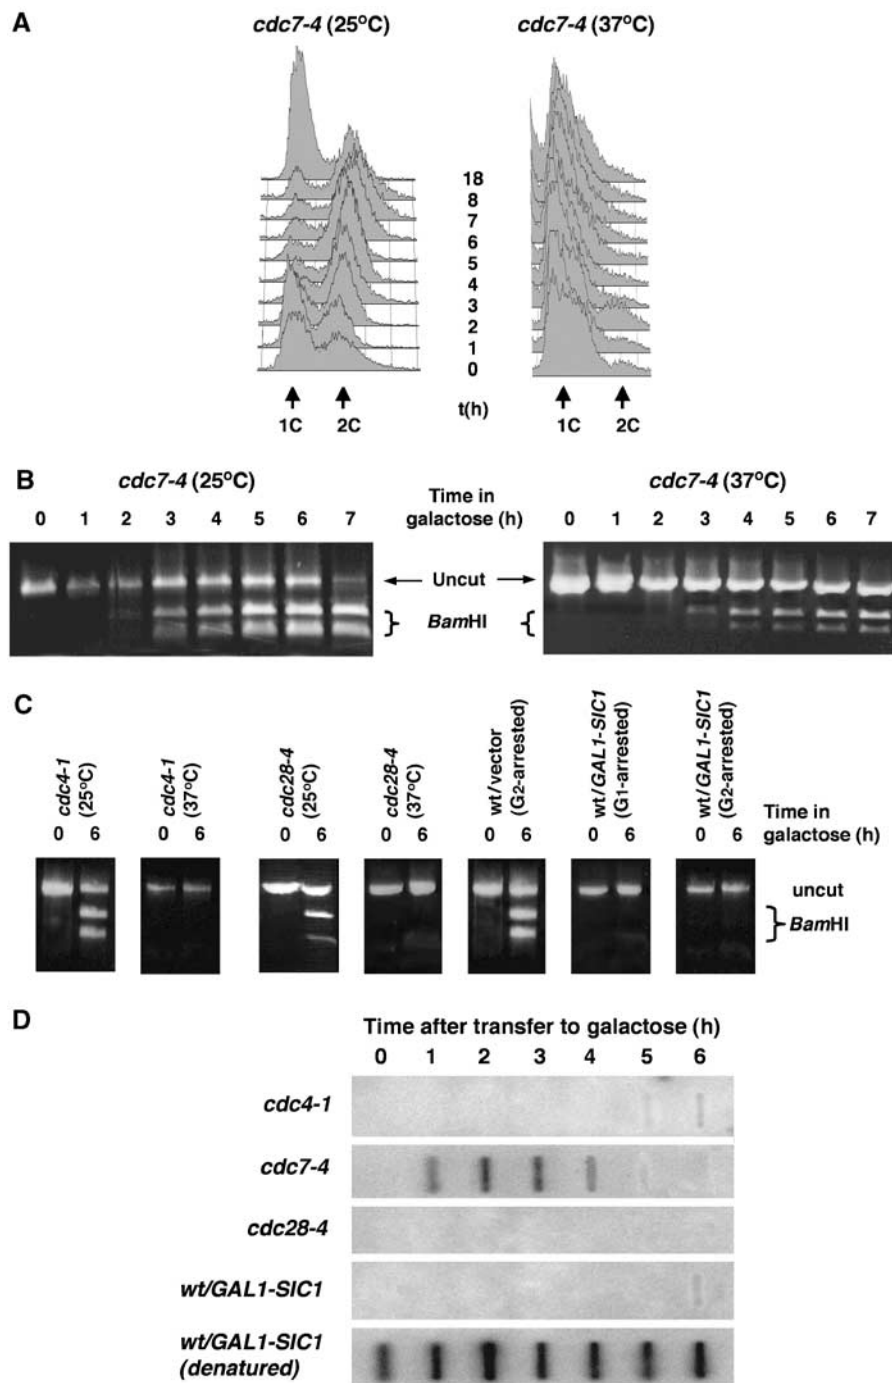 A
cdc7-4 (25°C)
cdc7-4 (37°C)
18
8
7
6
5
4
3
2
1
0
1C 2C t(h) 1C 2C
B
cdc7-4 (25°C)
Time in galactose (h)
cdc7-4 (37°C)
0 1 2 3 4 5 6 7
0 1 2 3 4 5 6 7
Uncut
BamHI
C
cdc4-1 (25°C)
cdc4-1 (37°C)
cdc28-4 (25°C)
cdc28-4 (37°C)
wt/vector (G2-arrested)
wt/GAL1-SIC1 (G1-arrested)
wt/GAL1-SIC1 (G2-arrested)
0 6 0 6 0 6 0 6 0 6 0 6 0 6
Time in galactose (h)
uncut
BamHI
D
Time after transfer to galactose (h)
0 1 2 3 4 5 6
cdc4-1
cdc7-4
cdc28-4
wt/GAL1-SIC1
wt/GAL1-SIC1
(denatured)